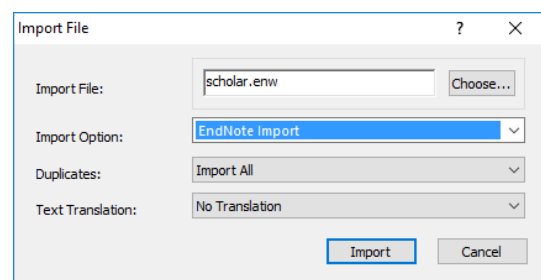 Import File ? X
Import File: scholar.enw Choose...
Import Option: EndNote Import
Duplicates: Import All
Text Translation: No Translation
Import Cancel